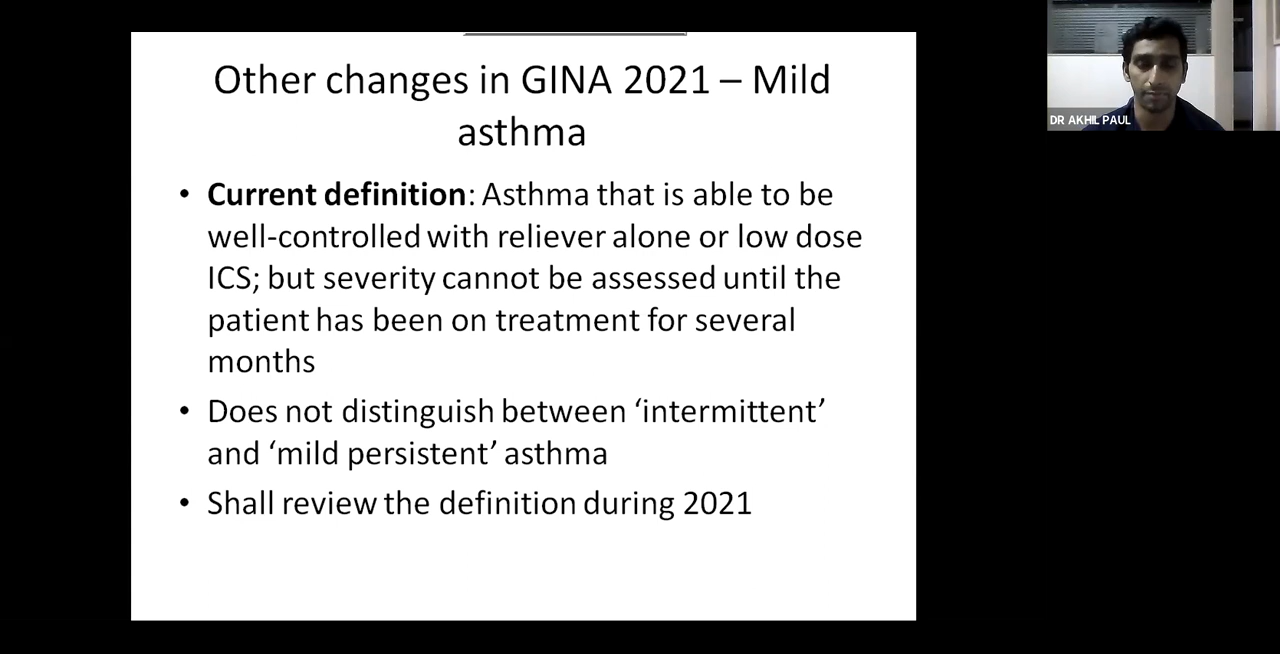 Other changes in GINA 2021 – Mild
asthma
• Current definition: Asthma that is able to be
well-controlled with reliever alone or low dose
ICS; but severity cannot be assessed until the
patient has been on treatment for several
months
• Does not distinguish between ‘intermittent’
and ‘mild persistent’ asthma
• Shall review the definition during 2021
DR AKHIL PAUL